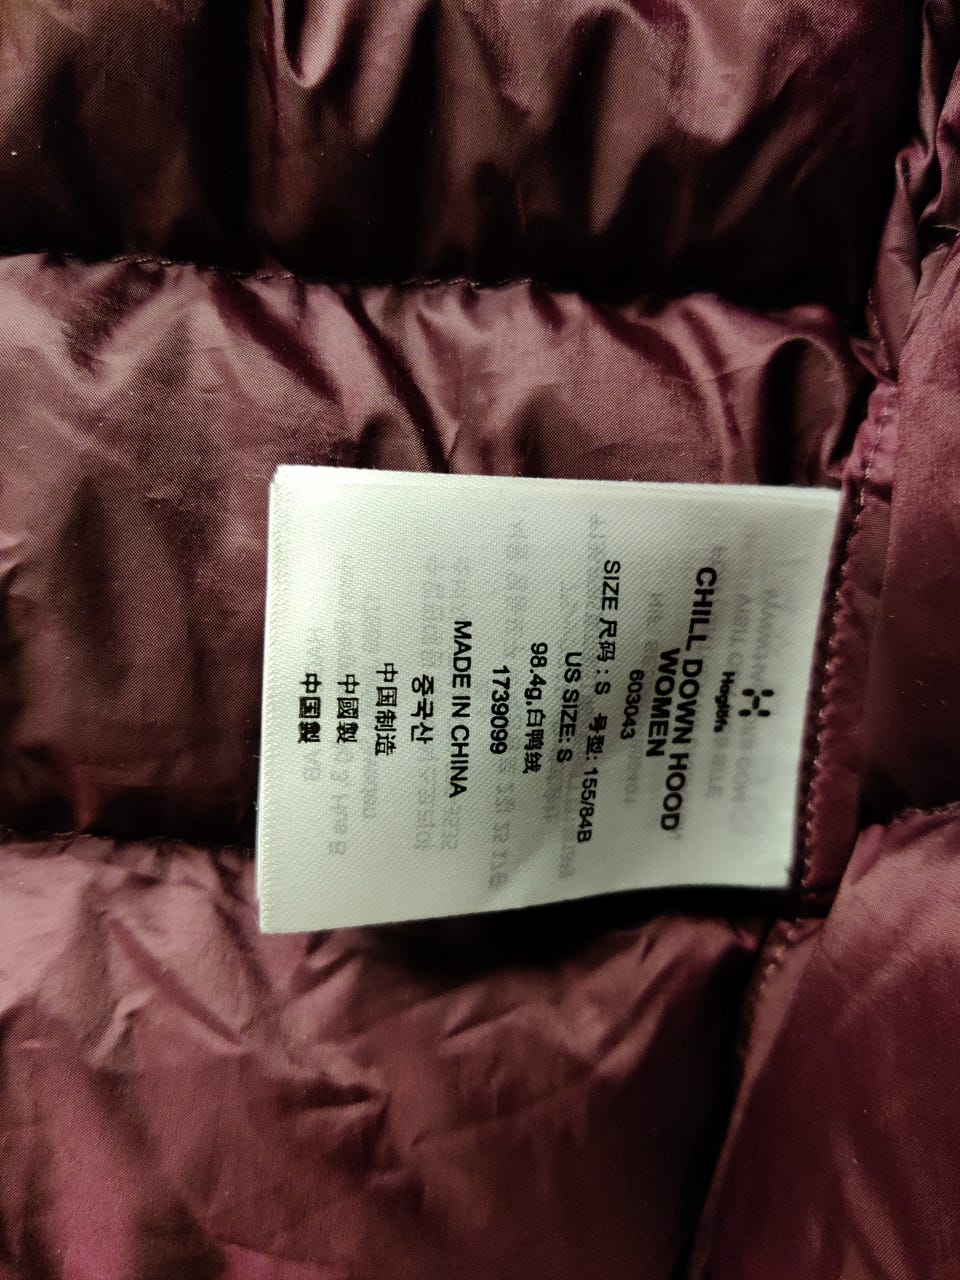 Haglöfs
CHILL DOWN HOOD
WOMEN
603043
SIZE 尺码 : S 号型: 155/84B
US SIZE: S
98.4g,白鸭绒
1739099
MADE IN CHINA
중국산
中国制造
中國製
中国製